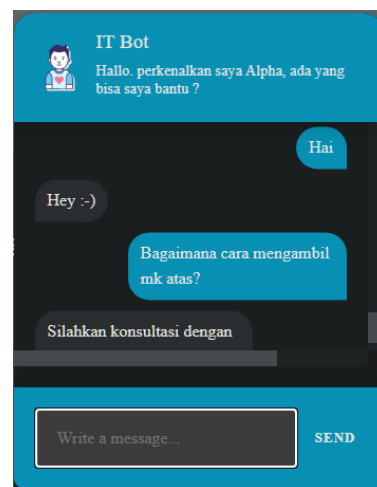 IT Bot
Hallo. perkenalkan saya Alpha, ada yang
bisa saya bantu ?
Hai
Hey :-)
Bagaimana cara mengambil
mk atas?
Silahkan konsultasi dengan
Write a message...
SEND